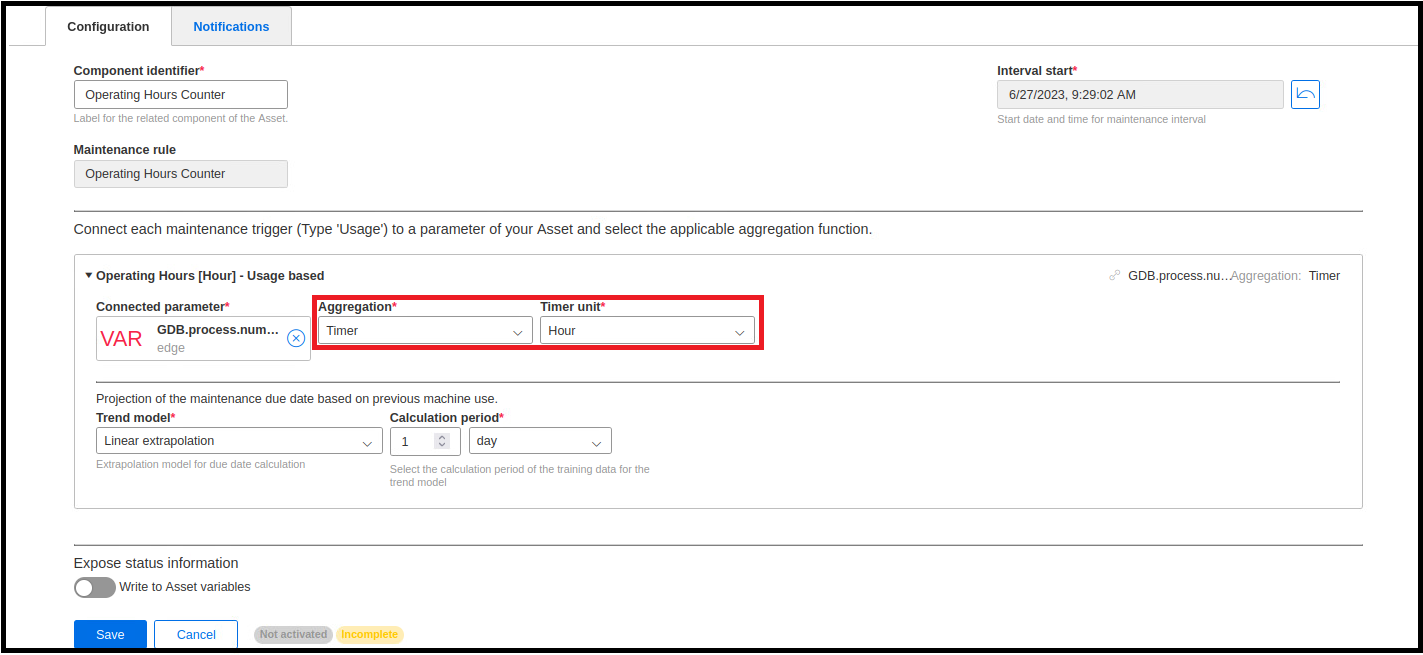 Configuration
Notifications
Component identifier*
Operating Hours Counter
Label for the related component of the Asset.
Interval start*
6/27/2023, 9:29:02 AM
Start date and time for maintenance interval
Maintenance rule
Operating Hours Counter
Connect each maintenance trigger (Type 'Usage') to a parameter of your Asset and select the applicable aggregation function.
Operating Hours [Hour] - Usage based
GDB.process.nu... Aggregation: Timer
Connected parameter*
VAR
GDB.process.num...
edge
Aggregation*
Timer
Timer unit*
Hour
Projection of the maintenance due date based on previous machine use.
Trend model*
Linear extrapolation
Extrapolation model for due date calculation
Calculation period*
1
day
Select the calculation period of the training data for the
trend model
Expose status information
Write to Asset variables
Save
Cancel
Not activated
Incomplete